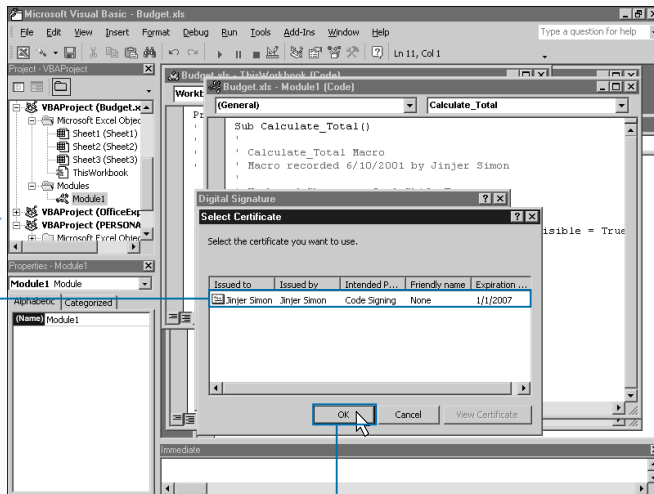 Microsoft Visual Basic - Budget.xls
File Edit View Insert Format Debug Run Tools Add-Ins Window Help
Type a question for help
Ln 11, Col 1
Project - VBAProject
VBAProject (Budget.x
Microsoft Excel Objec
Sheet1 (Sheet1)
Sheet2 (Sheet2)
Sheet3 (Sheet3)
ThisWorkbook
Modules
Module1
VBAProject (OfficeExp
VBAProject (PERSONA
Microsoft Excel Objec
Properties - Module1
Module1 Module
Alphabetic Categorized
(Name) Module1
Budget.xls - ThisWorkbook (Code)
Workb
Budget.xls - Module1 (Code)
(General) Calculate_Total
Sub Calculate_Total()
'
' Calculate_Total Macro
' Macro recorded 6/10/2001 by Jinjer Simon
'
isible = True
Digital Signature
Select Certificate
Select the certificate you want to use.
Issued to Issued by Intended P... Friendly name Expiration ...
Jinjer Simon Jinjer Simon Code Signing None 1/1/2007
OK Cancel View Certificate
Immediate